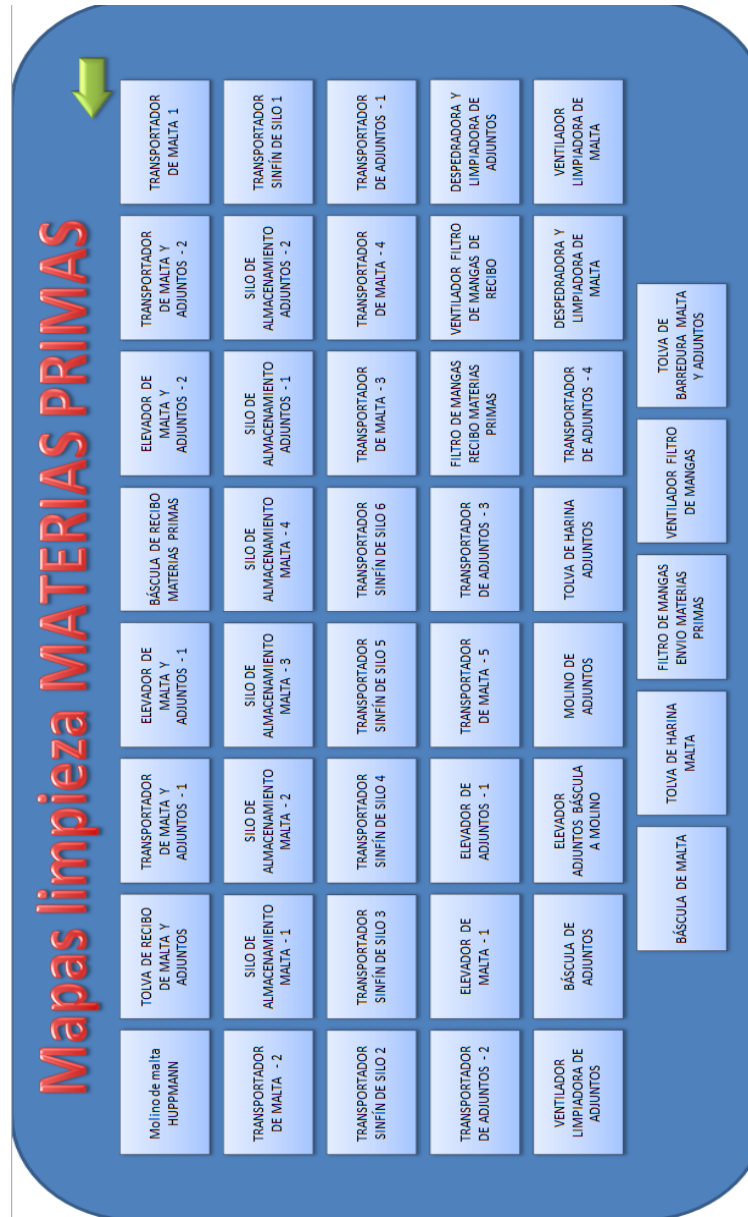 Mapas limpieza MATERIAS PRIMAS
Molino de malta
HUPPMANN
TOLVA DE RECIBO
DE MALTA Y
ADJUNTOS
TRANSPORTADOR
DE MALTA Y
ADJUNTOS - 1
ELEVADOR DE
MALTA Y
ADJUNTOS - 1
BÁSCULA DE RECIBO
MATERIAS PRIMAS
ELEVADOR DE
MALTA Y
ADJUNTOS - 2
TRANSPORTADOR
DE MALTA Y
ADJUNTOS - 2
TRANSPORTADOR
DE MALTA 1
TRANSPORTADOR
DE MALTA - 2
SILO DE
ALMACENAMIENTO
MALTA - 1
SILO DE
ALMACENAMIENTO
MALTA - 2
SILO DE
ALMACENAMIENTO
MALTA - 3
SILO DE
ALMACENAMIENTO
MALTA - 4
SILO DE
ALMACENAMIENTO
ADJUNTOS - 1
SILO DE
ALMACENAMIENTO
ADJUNTOS - 2
TRANSPORTADOR
SINFÍN DE SILO 1
TRANSPORTADOR
SINFÍN DE SILO 2
TRANSPORTADOR
SINFÍN DE SILO 3
TRANSPORTADOR
SINFÍN DE SILO 4
TRANSPORTADOR
SINFÍN DE SILO 5
TRANSPORTADOR
SINFÍN DE SILO 6
TRANSPORTADOR
DE MALTA - 3
TRANSPORTADOR
DE MALTA - 4
TRANSPORTADOR
DE ADJUNTOS - 1
TRANSPORTADOR
DE ADJUNTOS - 2
ELEVADOR DE
MALTA - 1
ELEVADOR DE
ADJUNTOS - 1
TRANSPORTADOR
DE MALTA - 5
TRANSPORTADOR
DE ADJUNTOS - 3
FILTRO DE MANGAS
RECIBO MATERIAS
PRIMAS
VENTILADOR FILTRO
DE MANGAS DE
RECIBO
DESPEDRADORA Y
LIMPIADORA DE
ADJUNTOS
VENTILADOR
LIMPIADORA DE
ADJUNTOS
BÁSCULA DE
ADJUNTOS
ELEVADOR
ADJUNTOS BÁSCULA
A MOLINO
MOLINO DE
ADJUNTOS
TOLVA DE HARINA
ADJUNTOS
TRANSPORTADOR
DE ADJUNTOS - 4
DESPEDRADORA Y
LIMPIADORA DE
MALTA
VENTILADOR
LIMPIADORA DE
MALTA
BÁSCULA DE MALTA
TOLVA DE HARINA
MALTA
FILTRO DE MANGAS
ENVIO MATERIAS
PRIMAS
VENTILADOR FILTRO
DE MANGAS
TOLVA DE
BARREDURA MALTA
Y ADJUNTOS